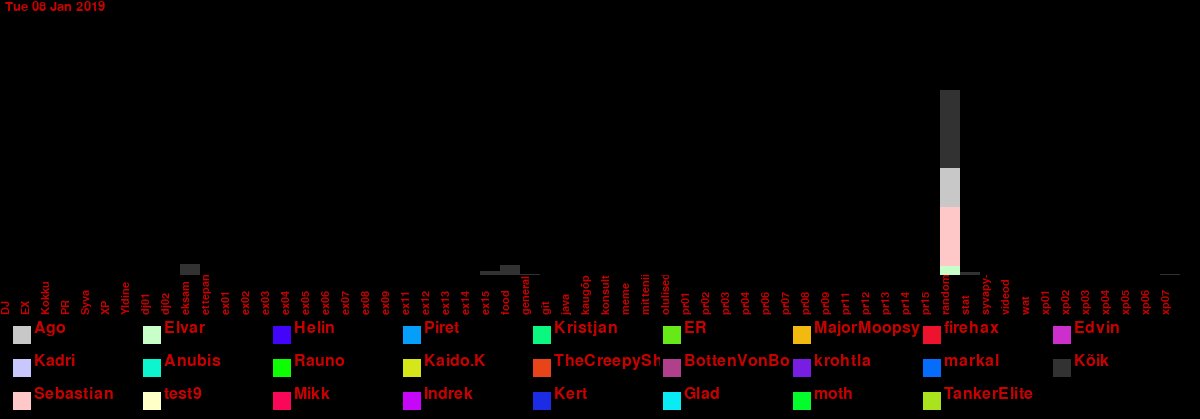 Tue 08 Jan 2019
DJ EX Kokku PR Syva XP Yldine dj01 dj02 eksam ettepan ex01 ex02 ex03 ex04 ex05 ex06 ex07 ex08 ex09 ex11 ex12 ex13 ex14 ex15 food general git java kaugõp konsult meme mittenii olulised pr01 pr02 pr03 pr04 pr06 pr07 pr08 pr09 pr11 pr12 pr13 pr14 pr15 random stat syvapy- videod wat xp01 xp02 xp03 xp04 xp05 xp06 xp07
Ago Elvar Helin Piret Kristjan ER MajorMoopsy firehax Edvin
Kadri Anubis Rauno Kaido.K TheCreepySh BottenVonBo krohtla markal Kõik
Sebastian test9 Mikk Indrek Kert Glad moth TankerElite